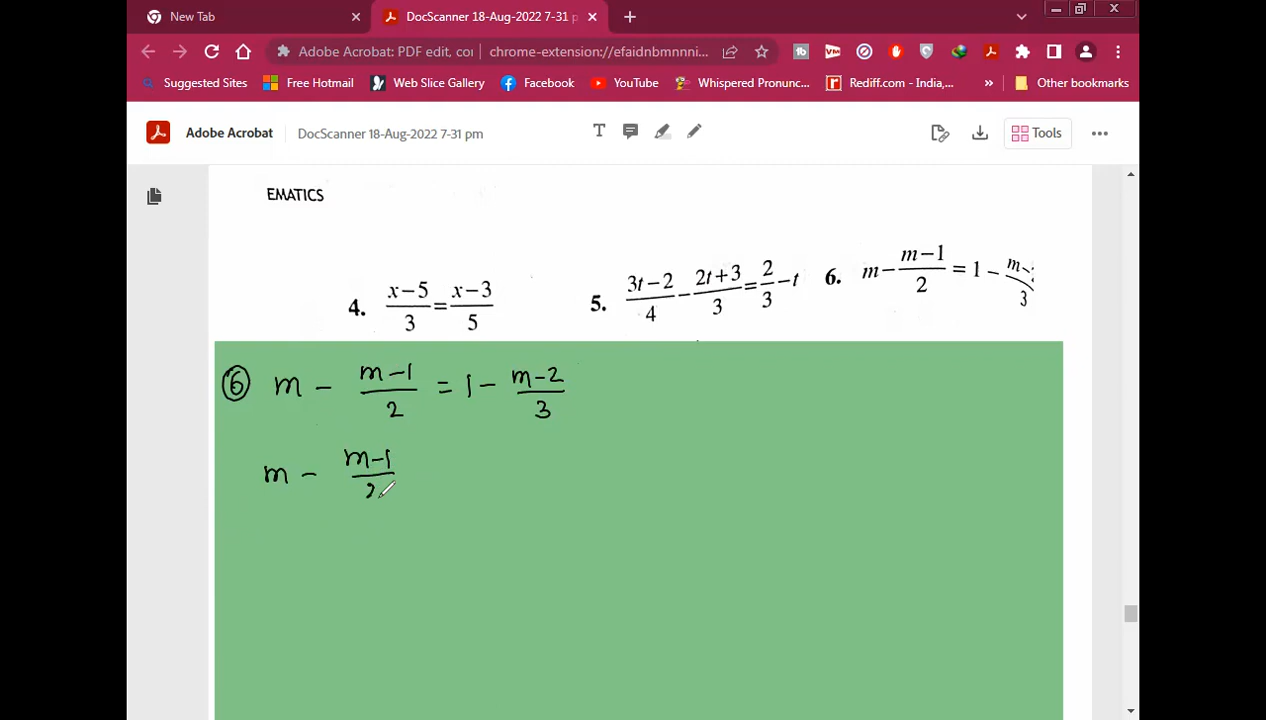 New Tab
DocScanner 18-Aug-2022 7-31 p
Adobe Acrobat: PDF edit, cor
chrome-extension://efaidnbmnnni...
Suggested Sites
Free Hotmail
Web Slice Gallery
Facebook
YouTube
Whispered Pronunc...
Rediff.com - India,...
»
Other bookmarks
Adobe Acrobat
DocScanner 18-Aug-2022 7-31 pm
Tools
EMATICS
4. (x-5)/3 = (x-3)/5
5. (3t-2)/4 - (2t+3)/3 = 2/3 - t
6. m - (m-1)/2 = 1 - (m-)/3
⑥ m - (m-1)/2 = 1 - (m-2)/3
m - (m-1)/2